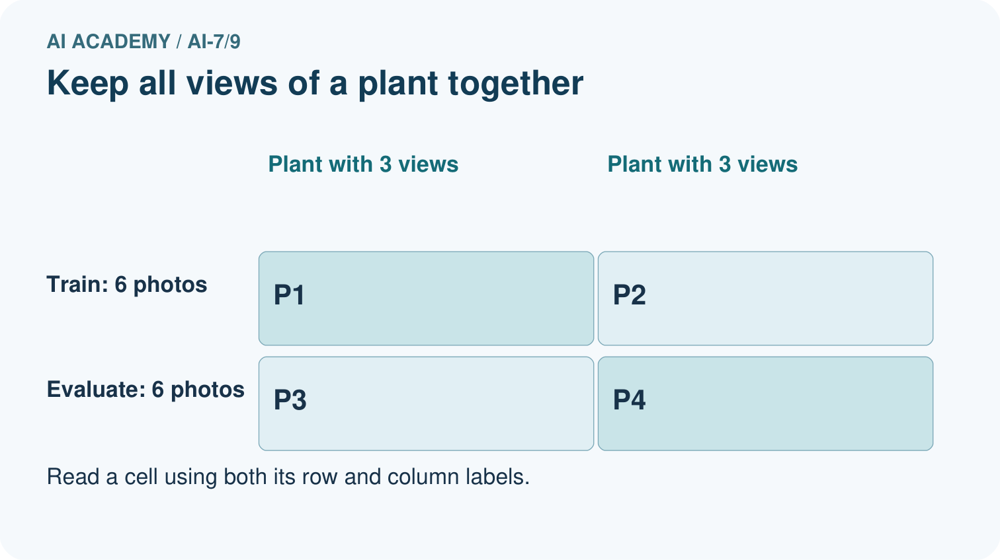 AI ACADEMY / AI-7/9
Keep all views of a plant together
Plant with 3 views
Plant with 3 views
Train: 6 photos
P1
P2
Evaluate: 6 photos
P3
P4
Read a cell using both its row and column labels.